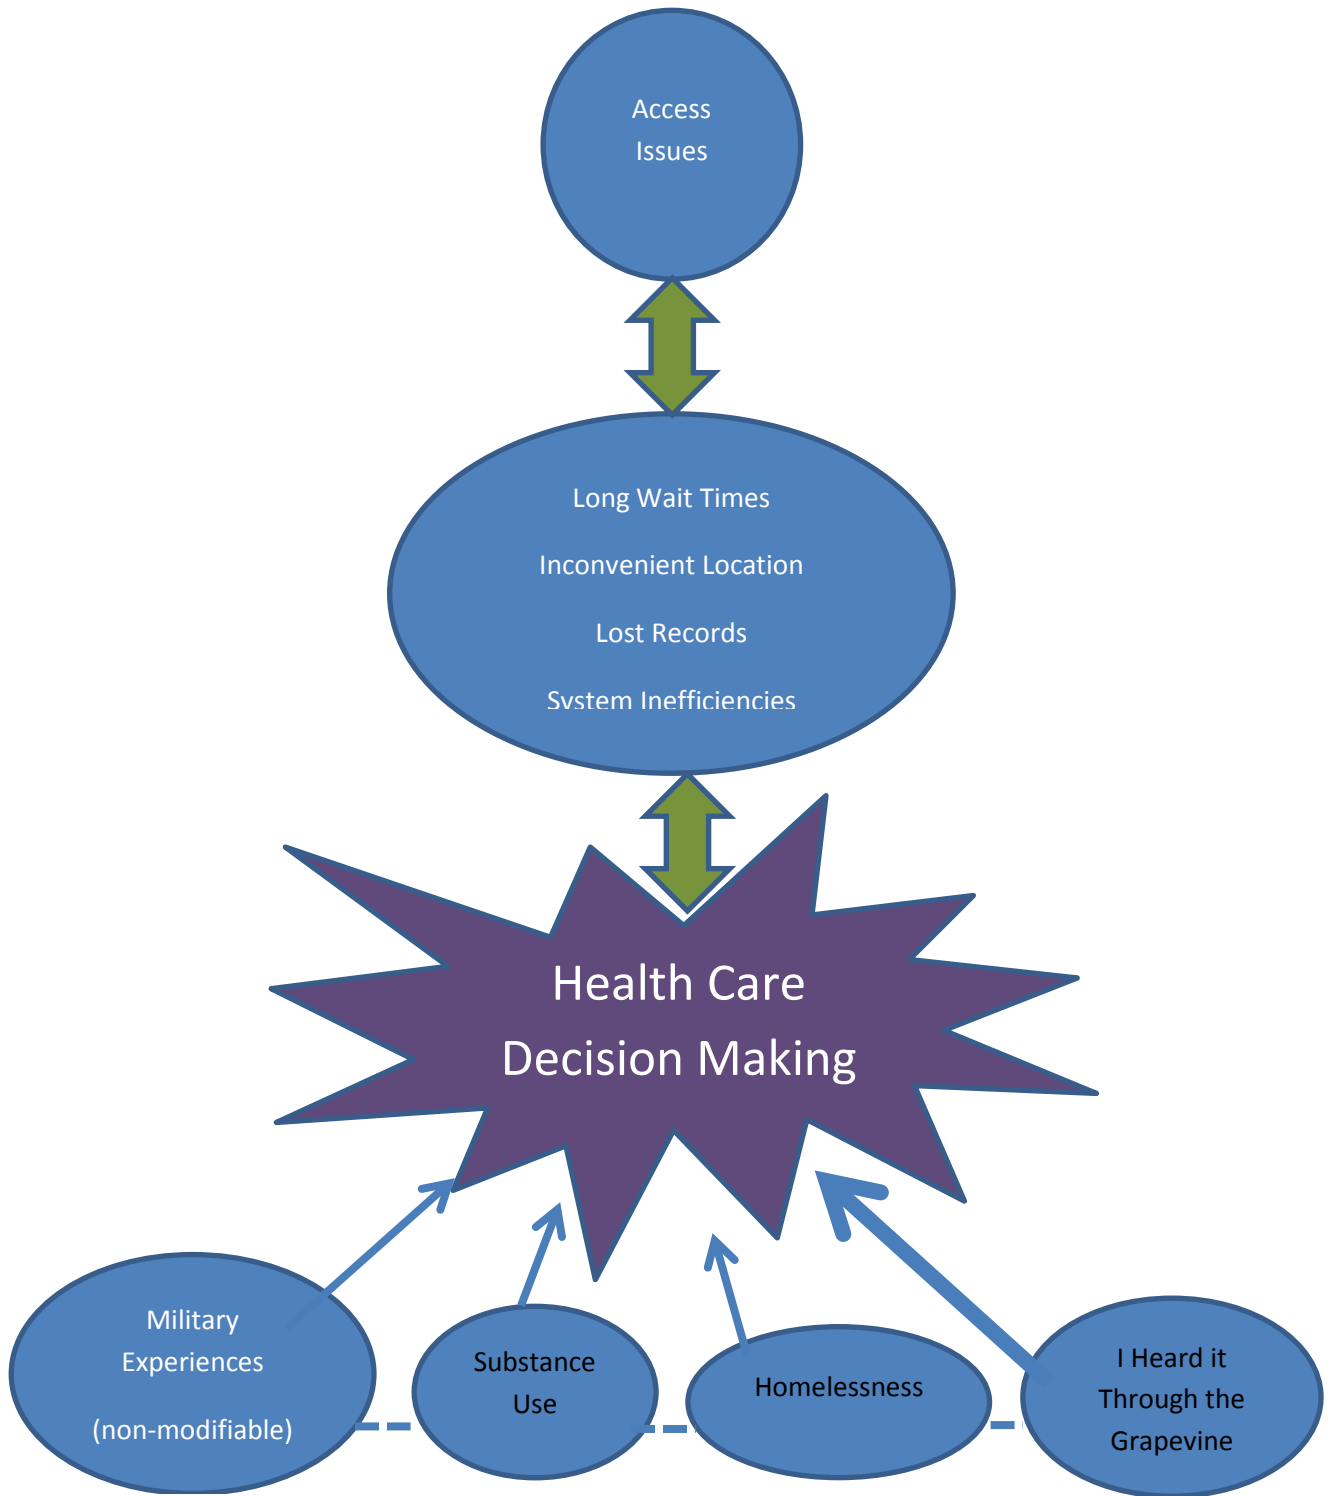 Access
Issues
Long Wait Times
Inconvenient Location
Lost Records
System Inefficiencies
Health Care
Decision Making
Military
Experiences
(non-modifiable)
Substance
Use
Homelessness
I Heard it
Through the
Grapevine